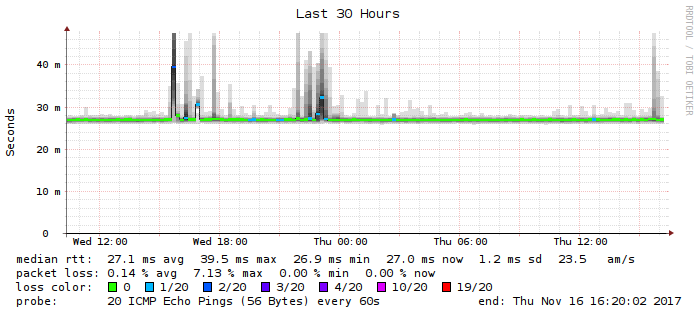 Last 30 Hours
RRDTOOL / TOBI OETIKER
Seconds
40 m
30 m
20 m
10 m
0
Wed 12:00 Wed 18:00 Thu 00:00 Thu 06:00 Thu 12:00
median rtt: 27.1 ms avg 39.5 ms max 26.9 ms min 27.0 ms now 1.2 ms sd 23.5 am/s
packet loss: 0.14 % avg 7.13 % max 0.00 % min 0.00 % now
loss color: 0 1/20 2/20 3/20 4/20 10/20 19/20
probe: 20 ICMP Echo Pings (56 Bytes) every 60s end: Thu Nov 16 16:20:02 2017